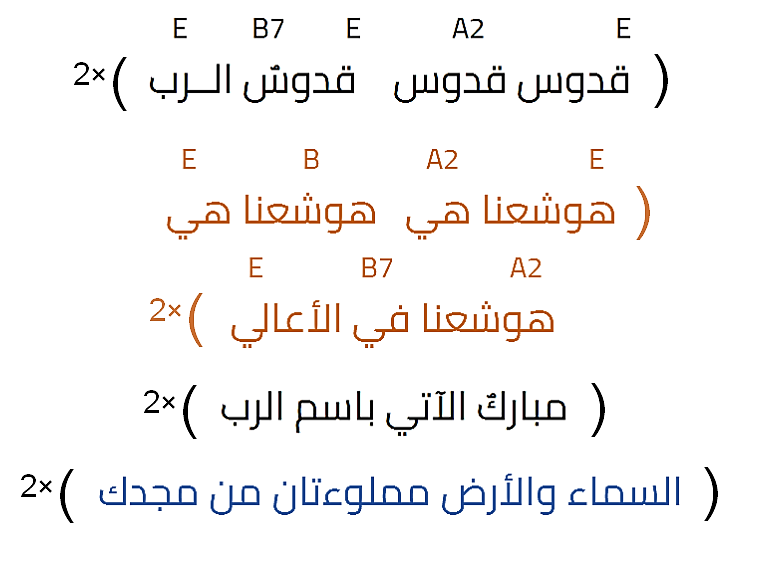 E B7 E A2 E
( قدوس قدوس قدوسٌ الــرب ) ×2
E B A2 E
( هوشعنا هي هوشعنا هي
E B7 A2
هوشعنا في الأعالي ) ×2
( مباركٌ الآتي باسم الرب ) ×2
( السماء والأرض مملوءتان من مجدك ) ×2